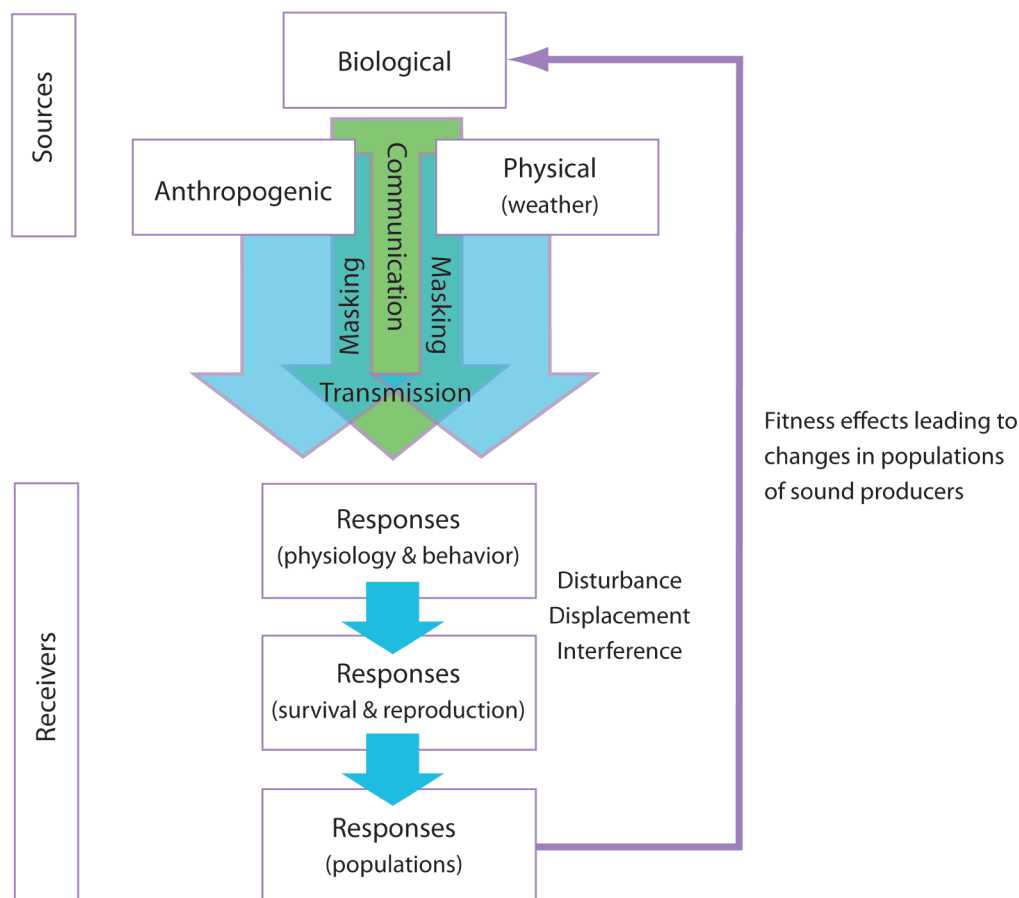 Sources
Biological
Anthropogenic
Physical
(weather)
Communication
Masking
Masking
Transmission
Fitness effects leading to
changes in populations
of sound producers
Receivers
Responses
(physiology & behavior)
Disturbance
Displacement
Interference
Responses
(survival & reproduction)
Responses
(populations)